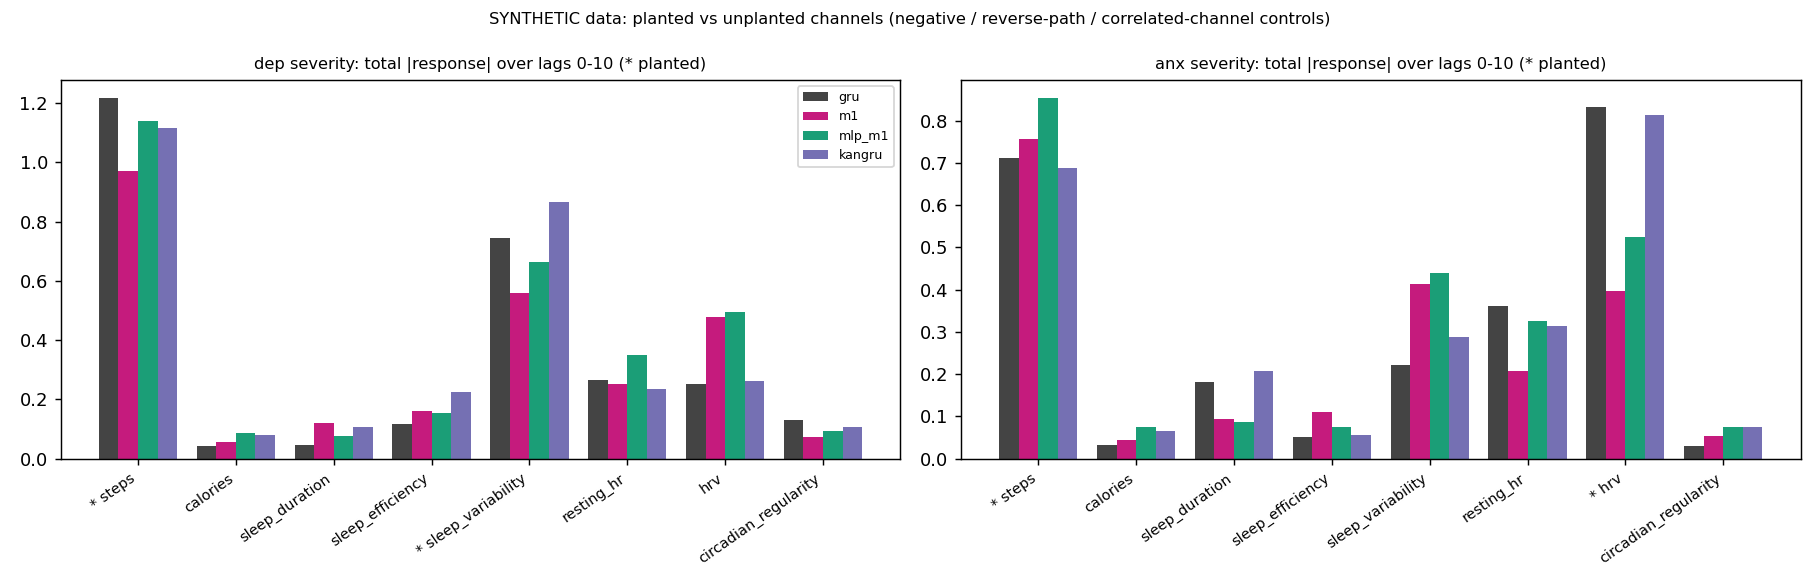 SYNTHETIC data: planted vs unplanted channels (negative / reverse-path / correlated-channel controls)
dep severity: total |response| over lags 0-10 (* planted)
1.2
1.0
0.8
0.6
0.4
0.2
0.0
gru
m1
mlp_m1
kangru
* steps
calories
sleep_duration
sleep_efficiency
* sleep_variability
resting_hr
hrv
circadian_regularity
anx severity: total |response| over lags 0-10 (* planted)
0.8
0.7
0.6
0.5
0.4
0.3
0.2
0.1
0.0
* steps
calories
sleep_duration
sleep_efficiency
sleep_variability
resting_hr
* hrv
circadian_regularity